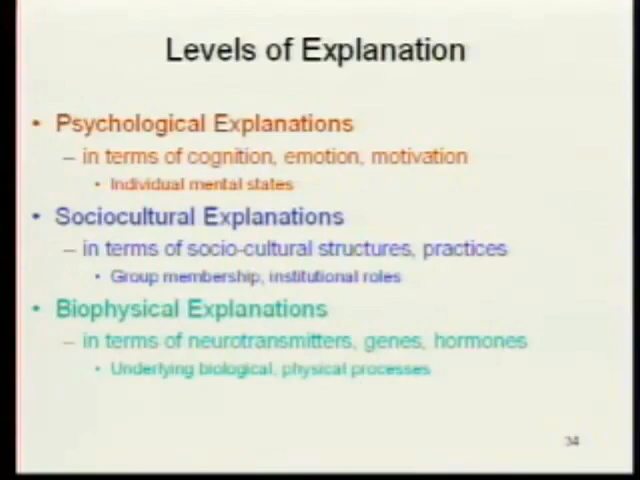 Levels of Explanation
• Psychological Explanations
– in terms of cognition, emotion, motivation
• Individual mental states
• Sociocultural Explanations
– in terms of socio-cultural structures, practices
• Group membership, institutional roles
• Biophysical Explanations
– in terms of neurotransmitters, genes, hormones
• Underlying biological, physical processes
34